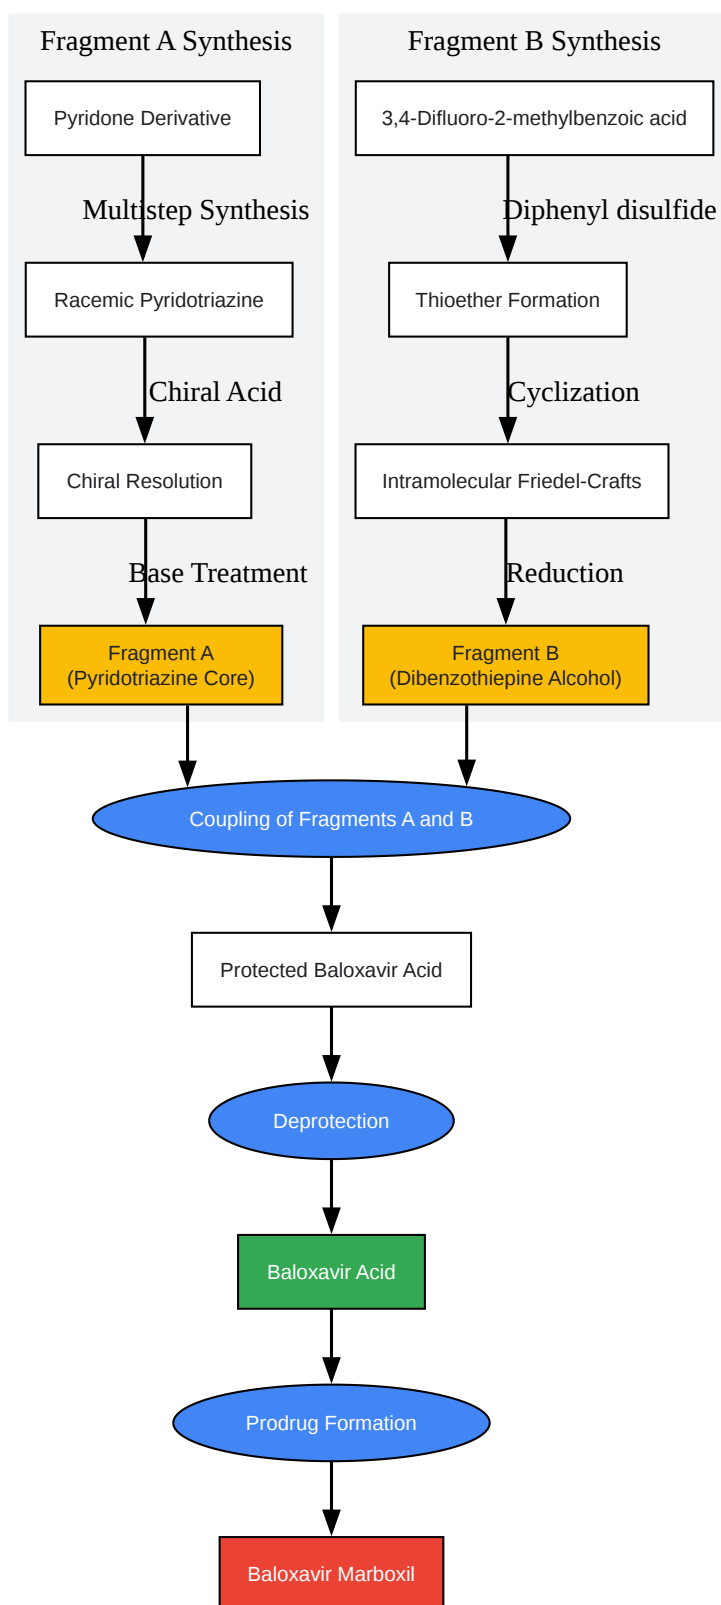 Fragment A Synthesis
Pyridone Derivative
Multistep Synthesis
Racemic Pyridotriazine
Chiral Acid
Chiral Resolution
Base Treatment
Fragment A
(Pyridotriazine Core)
Fragment B Synthesis
3,4-Difluoro-2-methylbenzoic acid
Diphenyl disulfide
Thioether Formation
Cyclization
Intramolecular Friedel-Crafts
Reduction
Fragment B
(Dibenzothiepine Alcohol)
Coupling of Fragments A and B
Protected Baloxavir Acid
Deprotection
Baloxavir Acid
Prodrug Formation
Baloxavir Marboxil